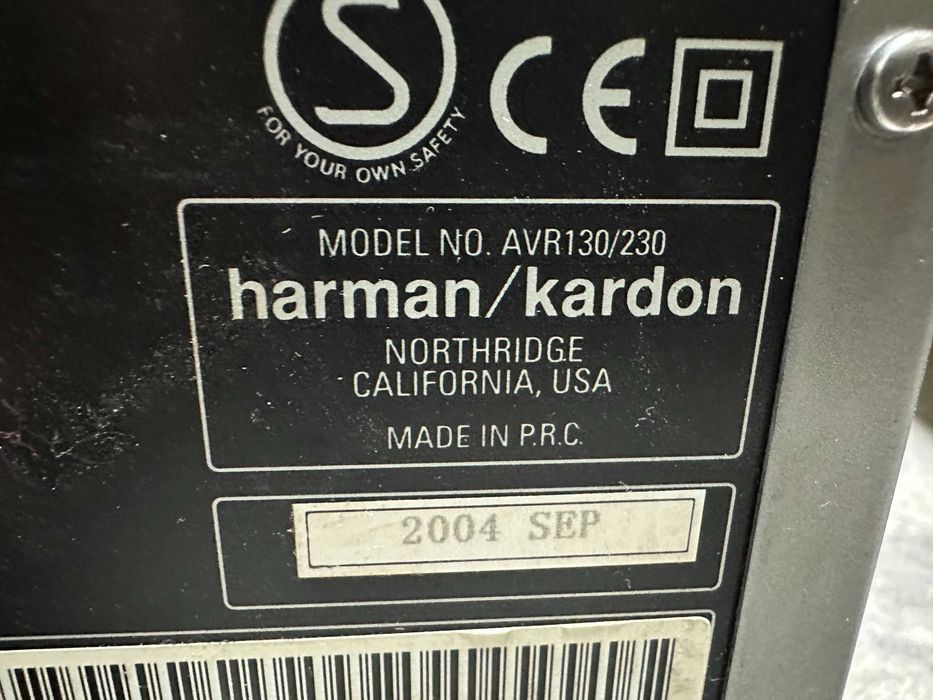 S
FOR YOUR OWN SAFETY
CE
MODEL NO. AVR130/230
harman/kardon
NORTHRIDGE
CALIFORNIA, USA
MADE IN P.R.C.
2004 SEP